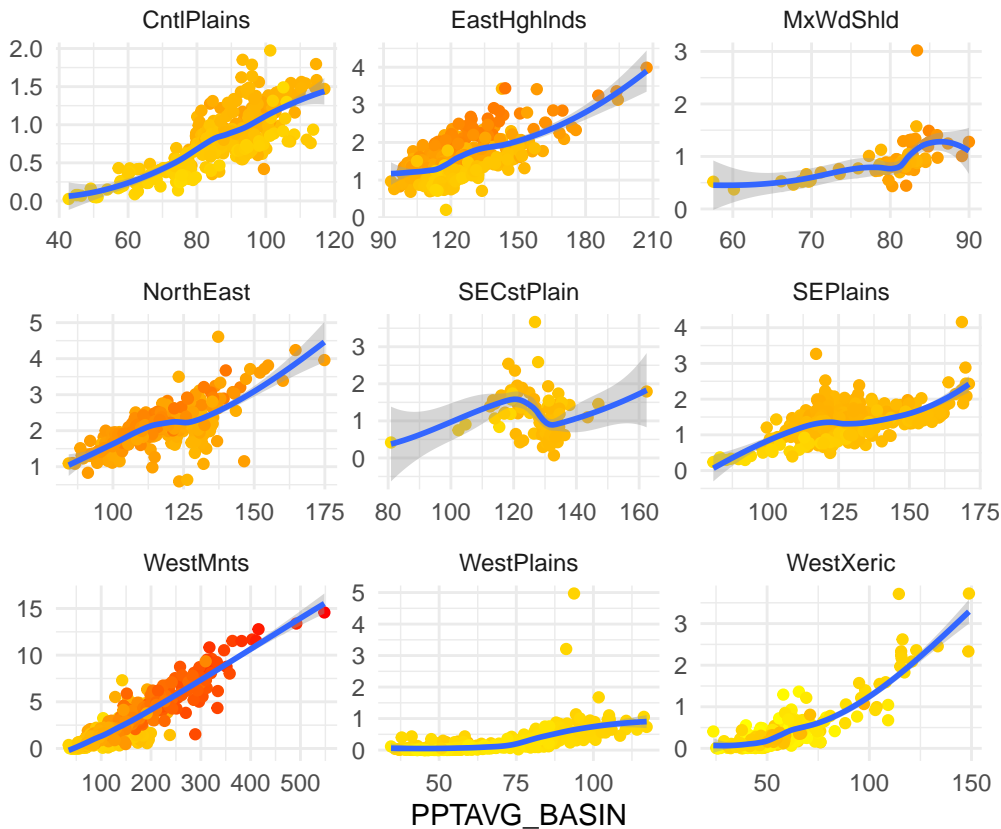 CntlPlains EastHghlnds MxWdShld
2.0 4 3
1.5 3 2
1.0 2 1
0.5 1 0
0.0 0
40 60 80 100 120 90 120 150 180 210 60 70 80 90
NorthEast SECstPlain SEPlains
5 4 4
4 3 3
3 2 2
2 1 1
1 0 0
100 125 150 175 80 100 120 140 160 100 125 150 175
WestMnts WestPlains WestXeric
15 5 3
10 4 2
5 3 1
0 2 0
1
0
100 200 300 400 500 50 75 100 50 100 150
PPTAVG_BASIN